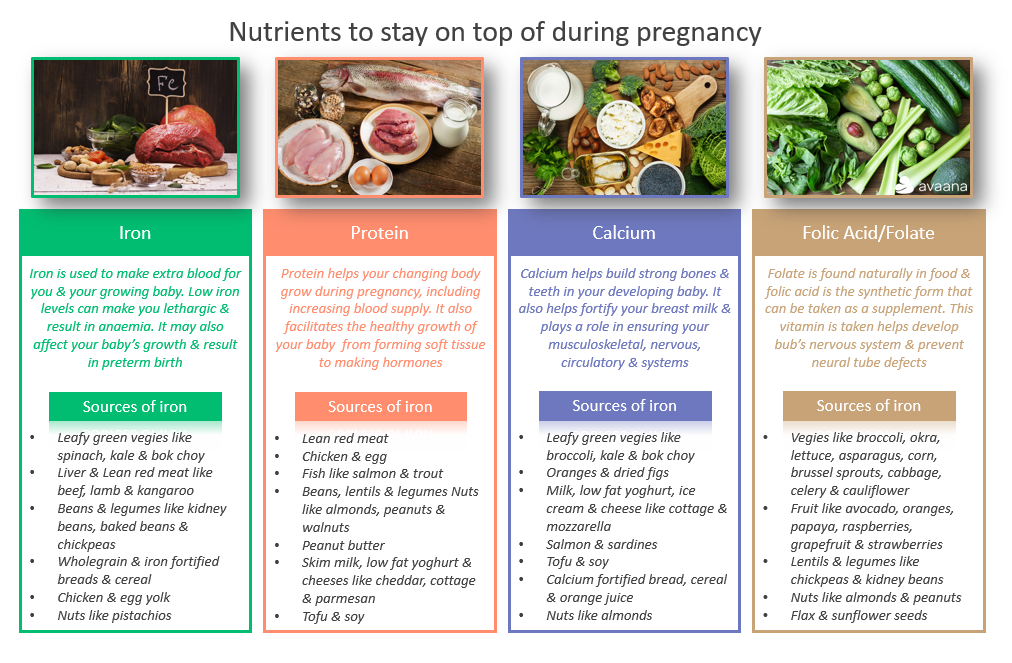 Nutrients to stay on top of during pregnancy
Fe
avaana
Iron
Iron is used to make extra blood for
you & your growing baby. Low iron
levels can make you lethargic &
result in anaemia. It may also
affect your baby's growth & result
in preterm birth
Sources of iron
• Leafy green vegies like
spinach, kale & bok choy
• Liver & Lean red meat like
beef, lamb & kangaroo
• Beans & legumes like kidney
beans, baked beans &
chickpeas
• Wholegrain & iron fortified
breads & cereal
• Chicken & egg yolk
• Nuts like pistachios
Protein
Protein helps your changing body
grow during pregnancy, including
increasing blood supply. It also
facilitates the healthy growth of
your baby from forming soft tissue
to making hormones
Sources of iron
• Lean red meat
• Chicken & egg
• Fish like salmon & trout
• Beans, lentils & legumes Nuts
like almonds, peanuts &
walnuts
• Peanut butter
• Skim milk, low fat yoghurt &
cheeses like cheddar, cottage
& parmesan
• Tofu & soy
Calcium
Calcium helps build strong bones &
teeth in your developing baby. It
also helps fortify your breast milk &
plays a role in ensuring your
musculoskeletal, nervous,
circulatory & systems
Sources of iron
• Leafy green vegies like
broccoli, kale & bok choy
• Oranges & dried figs
• Milk, low fat yoghurt, ice
cream & cheese like cottage &
mozzarella
• Salmon & sardines
• Tofu & soy
• Calcium fortified bread, cereal
& orange juice
• Nuts like almonds
Folic Acid/Folate
Folate is found naturally in food &
folic acid is the synthetic form that
can be taken as a supplement. This
vitamin is taken helps develop
bub's nervous system & prevent
neural tube defects
Sources of iron
• Vegies like broccoli, okra,
lettuce, asparagus, corn,
brussel sprouts, cabbage,
celery & cauliflower
• Fruit like avocado, oranges,
papaya, raspberries,
grapefruit & strawberries
• Lentils & legumes like
chickpeas & kidney beans
• Nuts like almonds & peanuts
• Flax & sunflower seeds